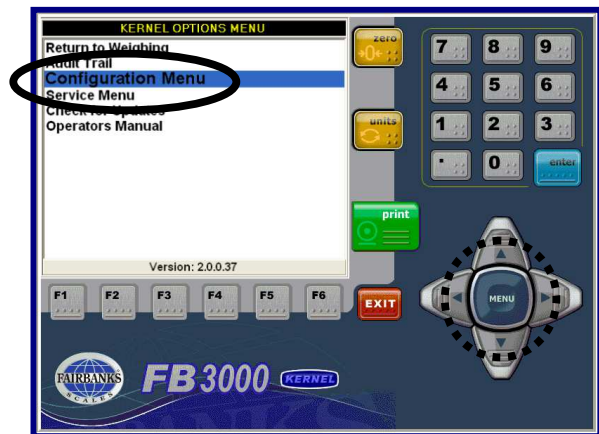 KERNEL OPTIONS MENU
Return to Weighing
Audit Trail
Configuration Menu
Service Menu
Check for Updates
Operators Manual
Version: 2.0.0.37
zero
→0←
units
print
EXIT
7 8 9
4 5 6
1 2 3
. 0 enter
MENU
F1 F2 F3 F4 F5 F6
FAIRBANKS
SCALES
FB3000 KERNEL